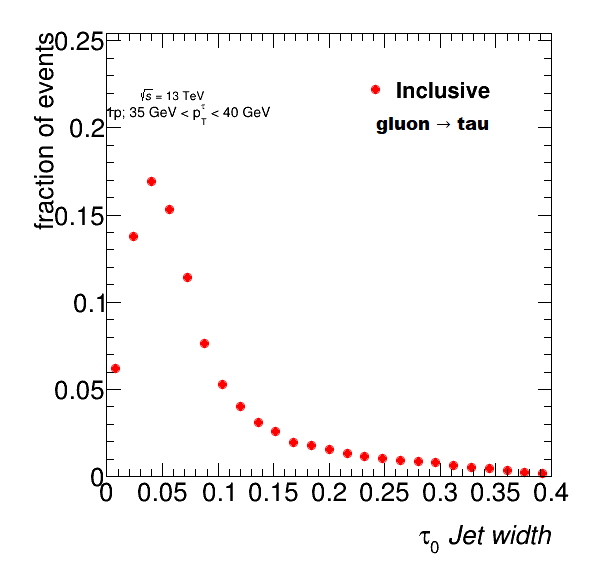 fraction of events
0.25
0.2
0.15
0.1
0.05
0
√s = 13 TeV
fp; 35 GeV < p_T^τ < 40 GeV
Inclusive
gluon → tau
0 0.05 0.1 0.15 0.2 0.25 0.3 0.35 0.4
τ₀ Jet width